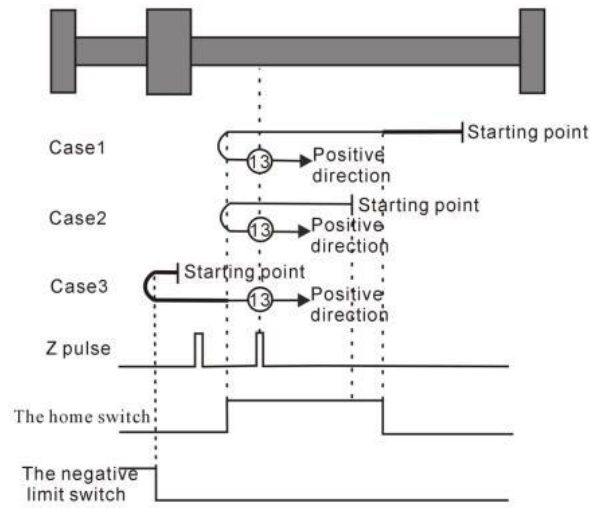 Case1
Starting point
13
Positive
direction
Case2
Starting point
13
Positive
direction
Case3
Starting point
13
Positive
direction
Z pulse
The home switch
The negative
limit switch